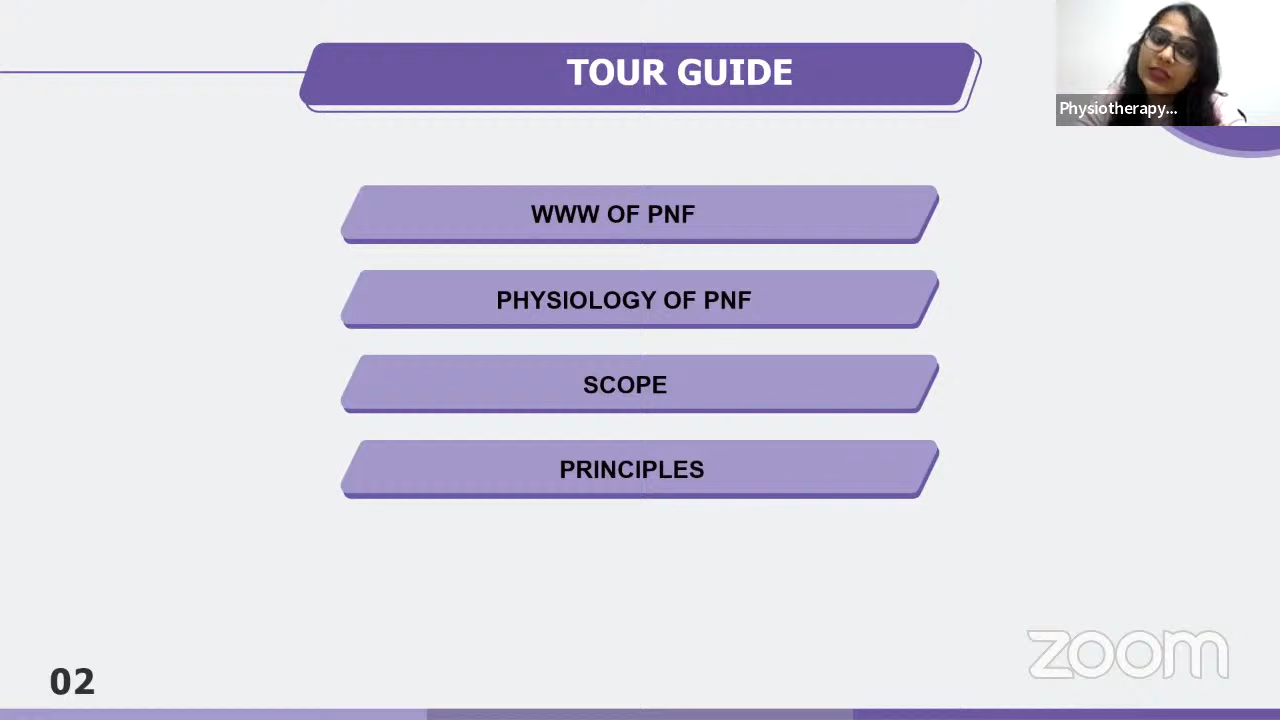 TOUR GUIDE
Physiotherapy...
WWW OF PNF
PHYSIOLOGY OF PNF
SCOPE
PRINCIPLES
zoom
02